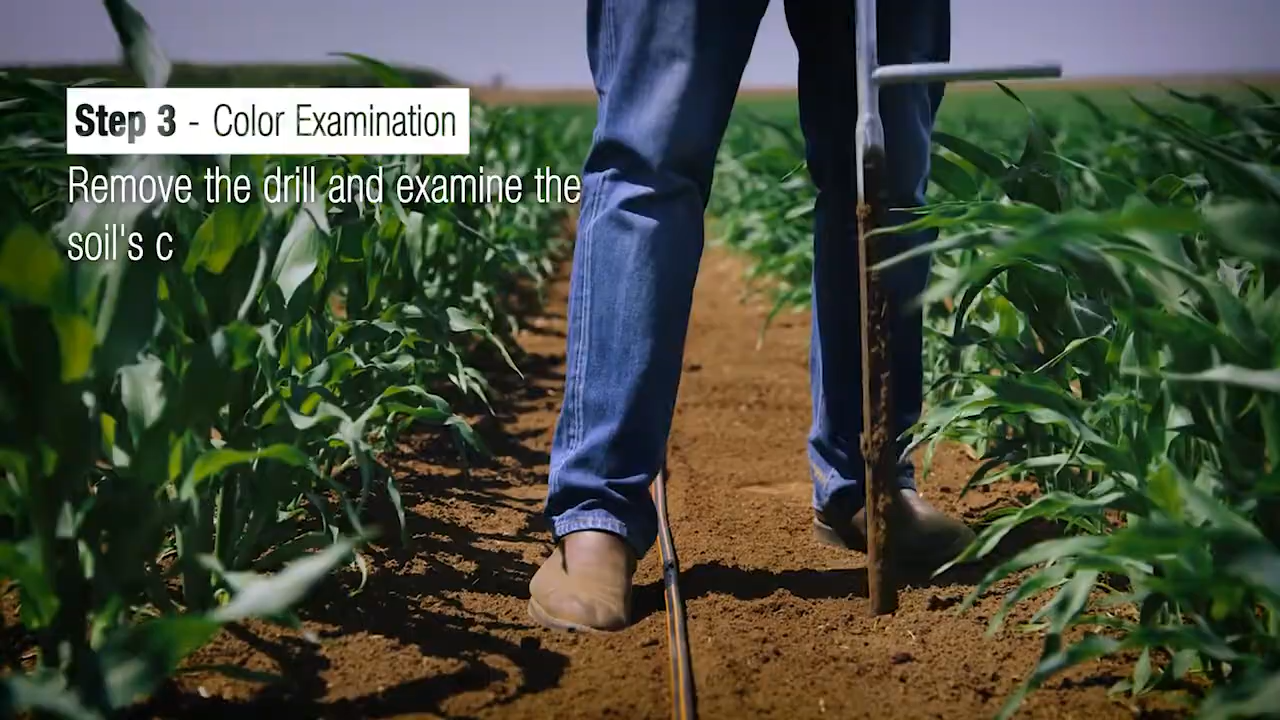 Step 3 - Color Examination
Remove the drill and examine the
soil's c